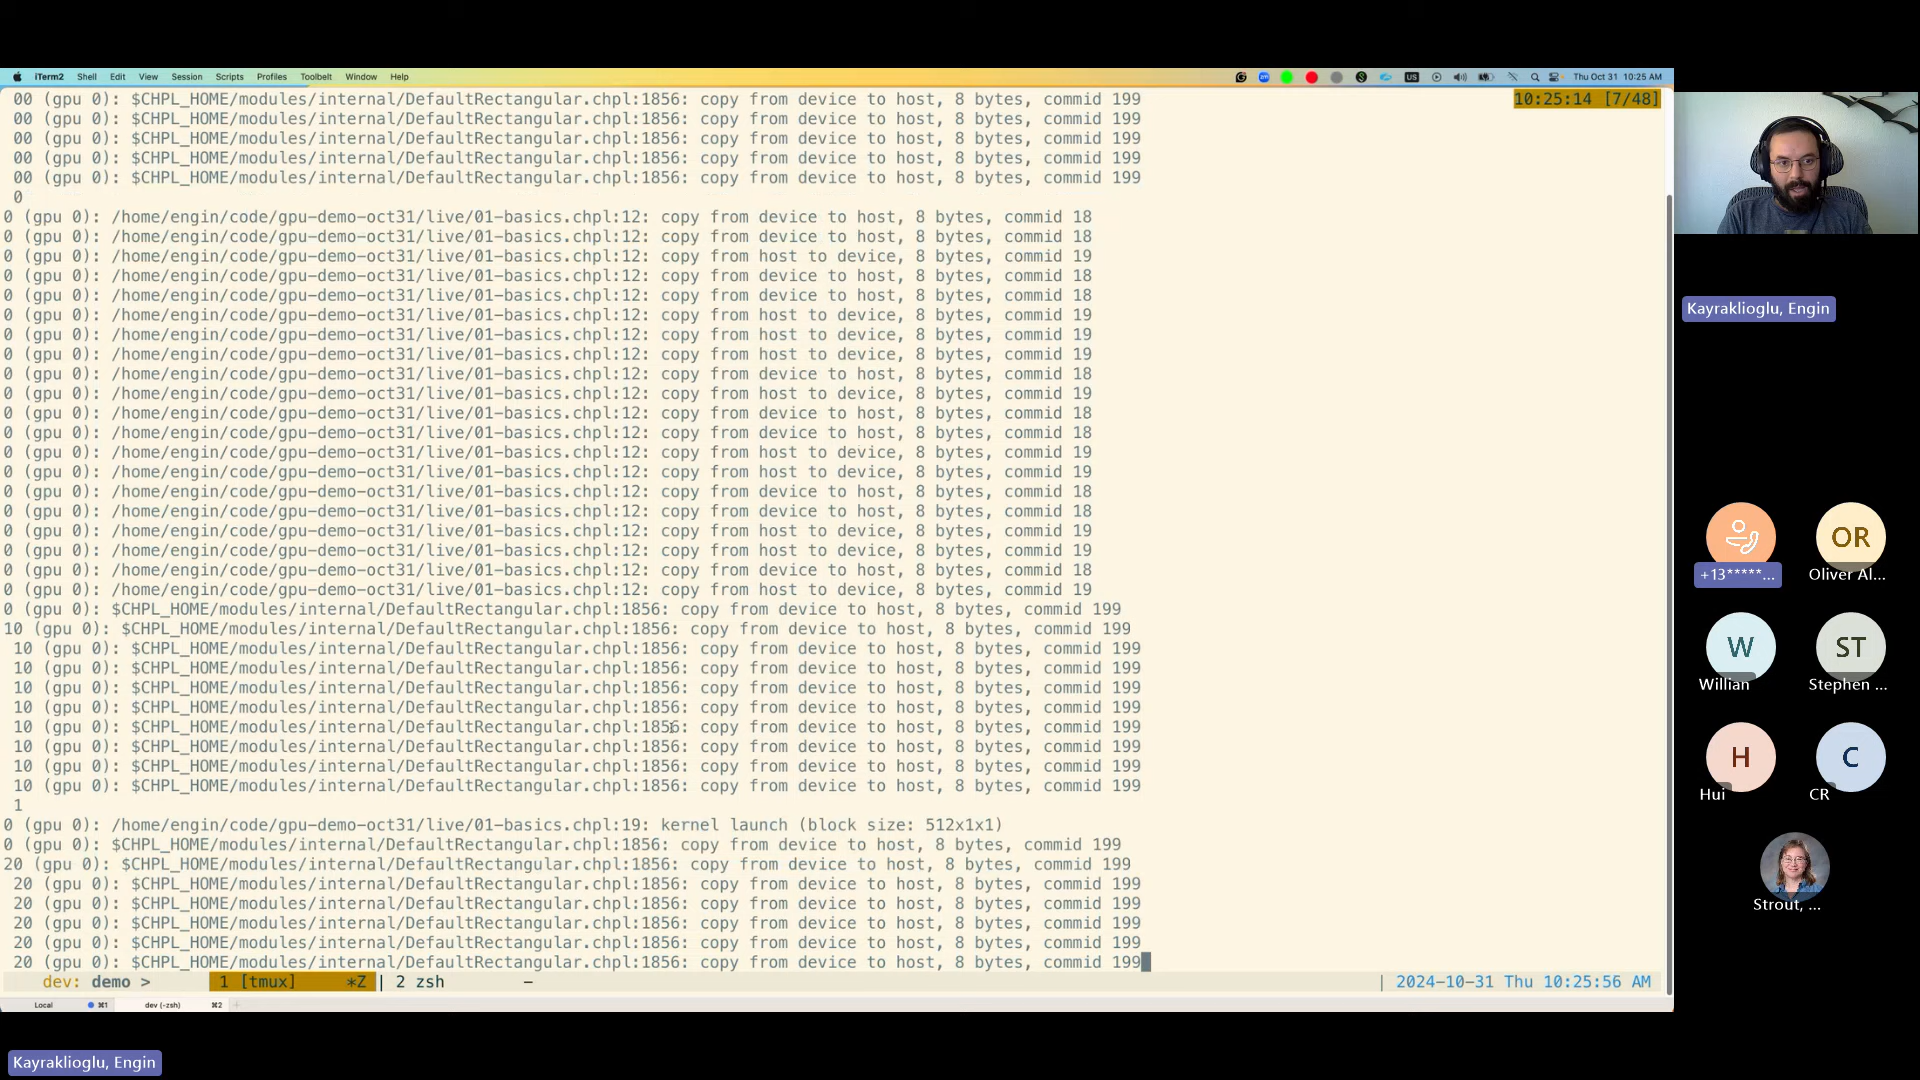 iTerm2 Shell Edit View Session Scripts Profiles Toolbelt Window Help US Thu Oct 31 10:25 AM
00 (gpu 0): $CHPL_HOME/modules/internal/DefaultRectangular.chpl:1856: copy from device to host, 8 bytes, commid 199 10:25:14 [7/48]
00 (gpu 0): $CHPL_HOME/modules/internal/DefaultRectangular.chpl:1856: copy from device to host, 8 bytes, commid 199
00 (gpu 0): $CHPL_HOME/modules/internal/DefaultRectangular.chpl:1856: copy from device to host, 8 bytes, commid 199
00 (gpu 0): $CHPL_HOME/modules/internal/DefaultRectangular.chpl:1856: copy from device to host, 8 bytes, commid 199
00 (gpu 0): $CHPL_HOME/modules/internal/DefaultRectangular.chpl:1856: copy from device to host, 8 bytes, commid 199
0
0 (gpu 0): /home/engin/code/gpu-demo-oct31/live/01-basics.chpl:12: copy from device to host, 8 bytes, commid 18
0 (gpu 0): /home/engin/code/gpu-demo-oct31/live/01-basics.chpl:12: copy from device to host, 8 bytes, commid 18
0 (gpu 0): /home/engin/code/gpu-demo-oct31/live/01-basics.chpl:12: copy from host to device, 8 bytes, commid 19
0 (gpu 0): /home/engin/code/gpu-demo-oct31/live/01-basics.chpl:12: copy from device to host, 8 bytes, commid 18
0 (gpu 0): /home/engin/code/gpu-demo-oct31/live/01-basics.chpl:12: copy from device to host, 8 bytes, commid 18
0 (gpu 0): /home/engin/code/gpu-demo-oct31/live/01-basics.chpl:12: copy from host to device, 8 bytes, commid 19
0 (gpu 0): /home/engin/code/gpu-demo-oct31/live/01-basics.chpl:12: copy from host to device, 8 bytes, commid 19
0 (gpu 0): /home/engin/code/gpu-demo-oct31/live/01-basics.chpl:12: copy from host to device, 8 bytes, commid 19
0 (gpu 0): /home/engin/code/gpu-demo-oct31/live/01-basics.chpl:12: copy from device to host, 8 bytes, commid 18
0 (gpu 0): /home/engin/code/gpu-demo-oct31/live/01-basics.chpl:12: copy from host to device, 8 bytes, commid 19
0 (gpu 0): /home/engin/code/gpu-demo-oct31/live/01-basics.chpl:12: copy from device to host, 8 bytes, commid 18
0 (gpu 0): /home/engin/code/gpu-demo-oct31/live/01-basics.chpl:12: copy from device to host, 8 bytes, commid 18
0 (gpu 0): /home/engin/code/gpu-demo-oct31/live/01-basics.chpl:12: copy from host to device, 8 bytes, commid 19
0 (gpu 0): /home/engin/code/gpu-demo-oct31/live/01-basics.chpl:12: copy from host to device, 8 bytes, commid 19
0 (gpu 0): /home/engin/code/gpu-demo-oct31/live/01-basics.chpl:12: copy from device to host, 8 bytes, commid 18
0 (gpu 0): /home/engin/code/gpu-demo-oct31/live/01-basics.chpl:12: copy from device to host, 8 bytes, commid 18
0 (gpu 0): /home/engin/code/gpu-demo-oct31/live/01-basics.chpl:12: copy from host to device, 8 bytes, commid 19
0 (gpu 0): /home/engin/code/gpu-demo-oct31/live/01-basics.chpl:12: copy from host to device, 8 bytes, commid 19
0 (gpu 0): /home/engin/code/gpu-demo-oct31/live/01-basics.chpl:12: copy from device to host, 8 bytes, commid 18
0 (gpu 0): /home/engin/code/gpu-demo-oct31/live/01-basics.chpl:12: copy from host to device, 8 bytes, commid 19
0 (gpu 0): $CHPL_HOME/modules/internal/DefaultRectangular.chpl:1856: copy from device to host, 8 bytes, commid 199
10 (gpu 0): $CHPL_HOME/modules/internal/DefaultRectangular.chpl:1856: copy from device to host, 8 bytes, commid 199
10 (gpu 0): $CHPL_HOME/modules/internal/DefaultRectangular.chpl:1856: copy from device to host, 8 bytes, commid 199
10 (gpu 0): $CHPL_HOME/modules/internal/DefaultRectangular.chpl:1856: copy from device to host, 8 bytes, commid 199
10 (gpu 0): $CHPL_HOME/modules/internal/DefaultRectangular.chpl:1856: copy from device to host, 8 bytes, commid 199
10 (gpu 0): $CHPL_HOME/modules/internal/DefaultRectangular.chpl:1856: copy from device to host, 8 bytes, commid 199
10 (gpu 0): $CHPL_HOME/modules/internal/DefaultRectangular.chpl:1856: copy from device to host, 8 bytes, commid 199
10 (gpu 0): $CHPL_HOME/modules/internal/DefaultRectangular.chpl:1856: copy from device to host, 8 bytes, commid 199
10 (gpu 0): $CHPL_HOME/modules/internal/DefaultRectangular.chpl:1856: copy from device to host, 8 bytes, commid 199
10 (gpu 0): $CHPL_HOME/modules/internal/DefaultRectangular.chpl:1856: copy from device to host, 8 bytes, commid 199
1
0 (gpu 0): /home/engin/code/gpu-demo-oct31/live/01-basics.chpl:19: kernel launch (block size: 512x1x1)
0 (gpu 0): $CHPL_HOME/modules/internal/DefaultRectangular.chpl:1856: copy from device to host, 8 bytes, commid 199
20 (gpu 0): $CHPL_HOME/modules/internal/DefaultRectangular.chpl:1856: copy from device to host, 8 bytes, commid 199
20 (gpu 0): $CHPL_HOME/modules/internal/DefaultRectangular.chpl:1856: copy from device to host, 8 bytes, commid 199
20 (gpu 0): $CHPL_HOME/modules/internal/DefaultRectangular.chpl:1856: copy from device to host, 8 bytes, commid 199
20 (gpu 0): $CHPL_HOME/modules/internal/DefaultRectangular.chpl:1856: copy from device to host, 8 bytes, commid 199
20 (gpu 0): $CHPL_HOME/modules/internal/DefaultRectangular.chpl:1856: copy from device to host, 8 bytes, commid 199
20 (gpu 0): $CHPL_HOME/modules/internal/DefaultRectangular.chpl:1856: copy from device to host, 8 bytes, commid 199
dev: demo > 1 [tmux] *Z | 2 zsh - | 2024-10-31 Thu 10:25:56 AM
Local ⌘1 dev (-zsh) ⌘2 +
Kayraklioglu, Engin
OR
+13*****... Oliver Al...
W ST
Willian Stephen ...
H C
Hui CR
Strout, ...
Kayraklioglu, Engin